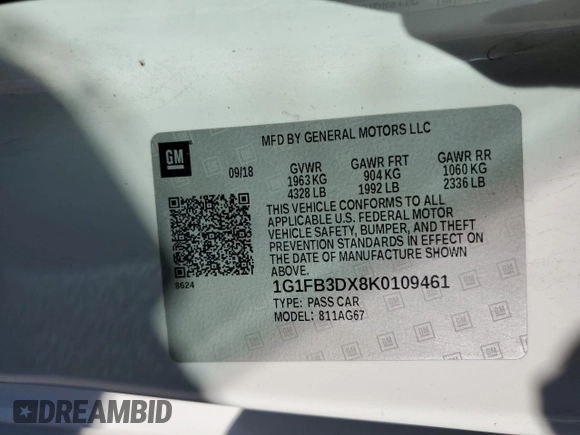 MFD BY GENERAL MOTORS LLC
GM
09/18
GVWR GAWR FRT GAWR RR
1963 KG 904 KG 1060 KG
4328 LB 1992 LB 2336 LB
THIS VEHICLE CONFORMS TO ALL
APPLICABLE U.S. FEDERAL MOTOR
VEHICLE SAFETY, BUMPER, AND THEFT
PREVENTION STANDARDS IN EFFECT ON
THE DATE OF MANUFACTURE SHOWN
ABOVE.
8624
1G1FB3DX8K0109461
TYPE: PASS CAR
MODEL: 811AG67
DREAMBID